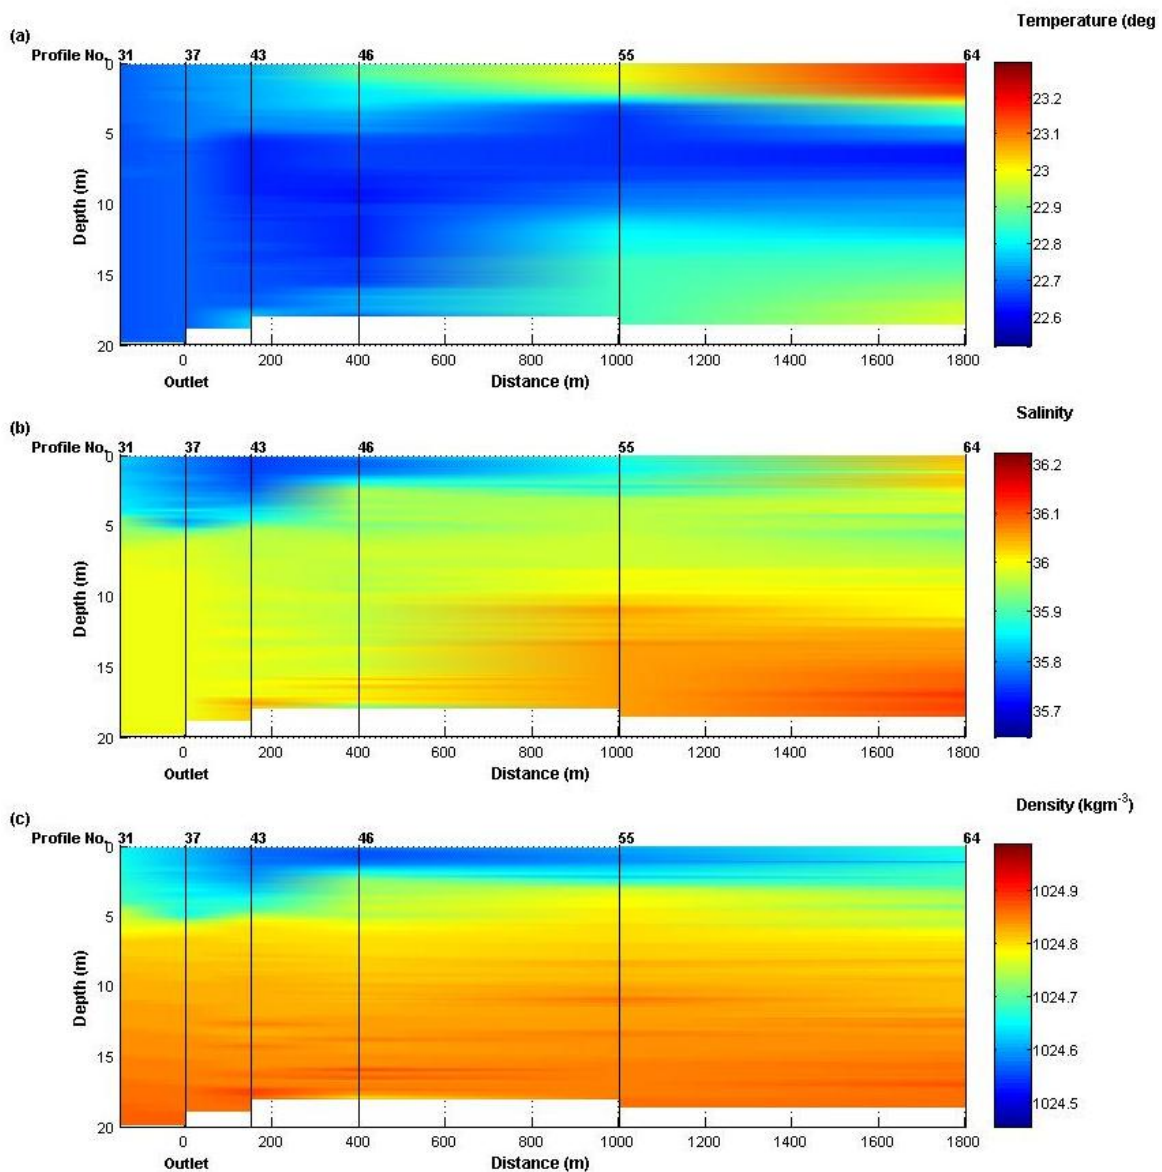 Temperature (deg
(a)
Profile No. 31 37 43 46 55 64
0
5
10
15
20
Depth (m)
23.2
23.1
23
22.9
22.8
22.7
22.6
0 200 400 600 800 1000 1200 1400 1600 1800
Outlet Distance (m)
Salinity
(b)
Profile No. 31 37 43 46 55 64
0
5
10
15
20
Depth (m)
36.2
36.1
36
35.9
35.8
35.7
0 200 400 600 800 1000 1200 1400 1600 1800
Outlet Distance (m)
Density (kgm-3)
(c)
Profile No. 31 37 43 46 55 64
0
5
10
15
20
Depth (m)
1024.9
1024.8
1024.7
1024.6
1024.5
0 200 400 600 800 1000 1200 1400 1600 1800
Outlet Distance (m)